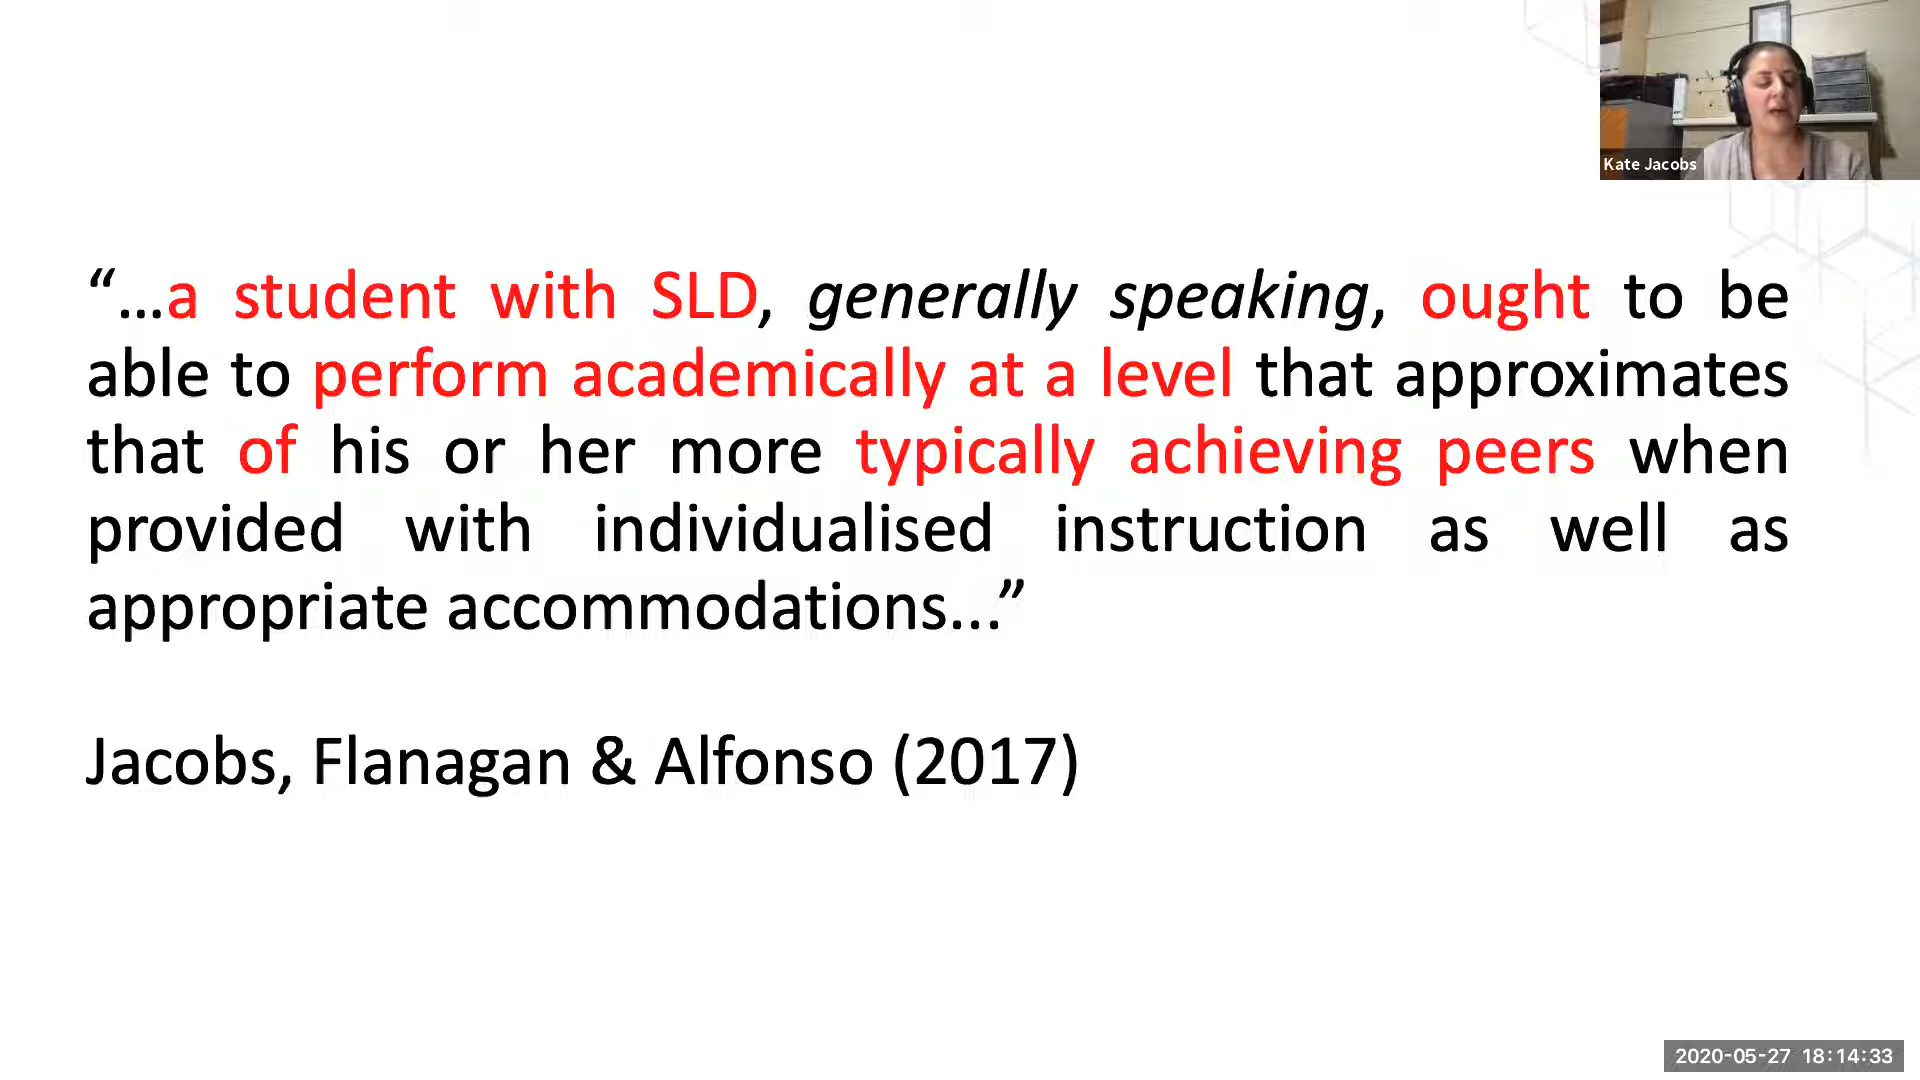 Kate Jacobs
“...a student with SLD, generally speaking, ought to be
able to perform academically at a level that approximates
that of his or her more typically achieving peers when
provided with individualised instruction as well as
appropriate accommodations...”
Jacobs, Flanagan & Alfonso (2017)
2020-05-27 18:14:33